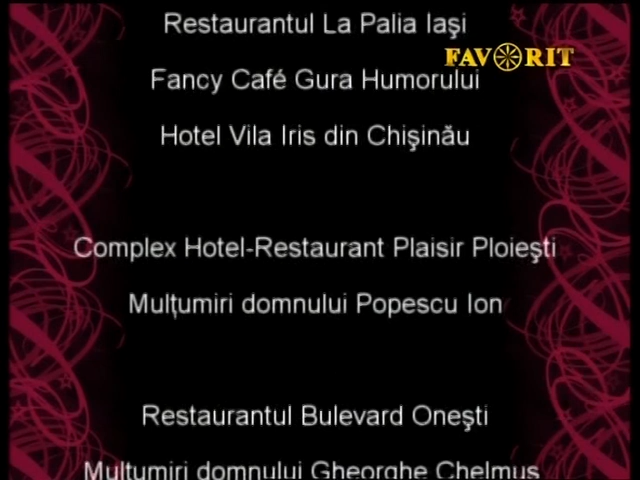 Restaurantul La Palia Iaşi
FAVORIT
Fancy Café Gura Humorului
Hotel Vila Iris din Chişinău
Complex Hotel-Restaurant Plaisir Ploieşti
Mulţumiri domnului Popescu Ion
Restaurantul Bulevard Oneşti
Mulţumiri domnului Gheorghe Chelmuş